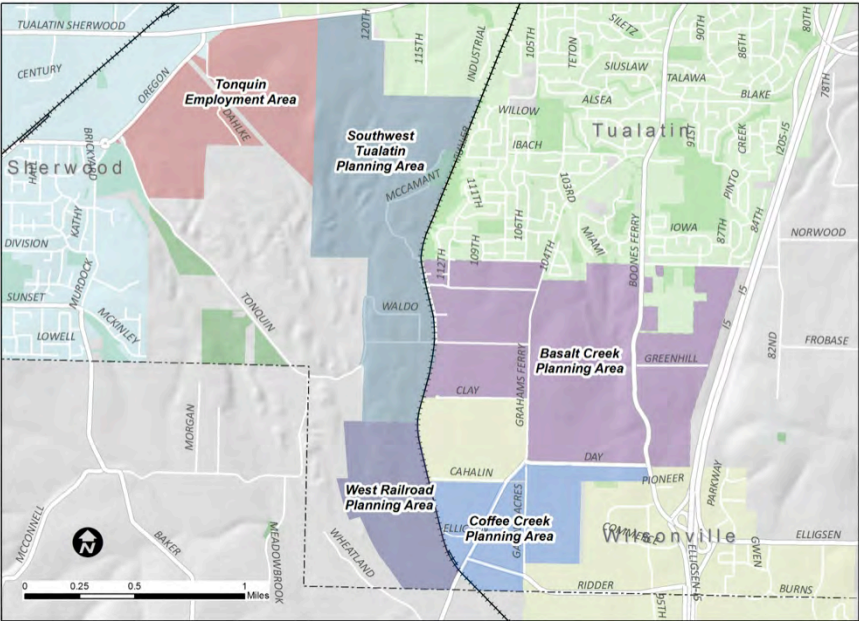 TUALATIN SHERWOOD
120TH
115TH
INDUSTRIAL
105TH
TETON
SILETZ
90TH
86TH
80TH
CENTURY
OREGON
Tonquin
Employment Area
DAHLKE
SIUSLAW
TALAWA
78TH
ALSEA
BLAKE
WILLOW
Southwest
Tualatin
Planning Area
Tualatin
91ST
CREEK
I205-I5
IBACH
BRICKYARD
Sherwood
MCCAMANT
111TH
103RD
PINTO
KATHY
106TH
BOONES FERRY
IOWA
87TH
84TH
NORWOOD
DIVISION
109TH
MIAMI
104TH
112TH
MURDOCK
SUNSET
TONQUIN
WALDO
I5
I5
MCKINLEY
LOWELL
82ND
FROBASE
Basalt Creek
Planning Area
GREENHILL
GRAHAMS FERRY
CLAY
MORGAN
DAY
CAHALIN
PIONEER
PARKWAY
West Railroad
Planning Area
Coffee Creek
Planning Area
Wilsonville
MCCONNELL
BAKER
MEADOWBROOK
WHEATLAND
ELLIGSEN
GWEN
ELLIGSEN-I5
N
0 0.25 0.5 1
Miles
RIDDER
BURNS
95TH